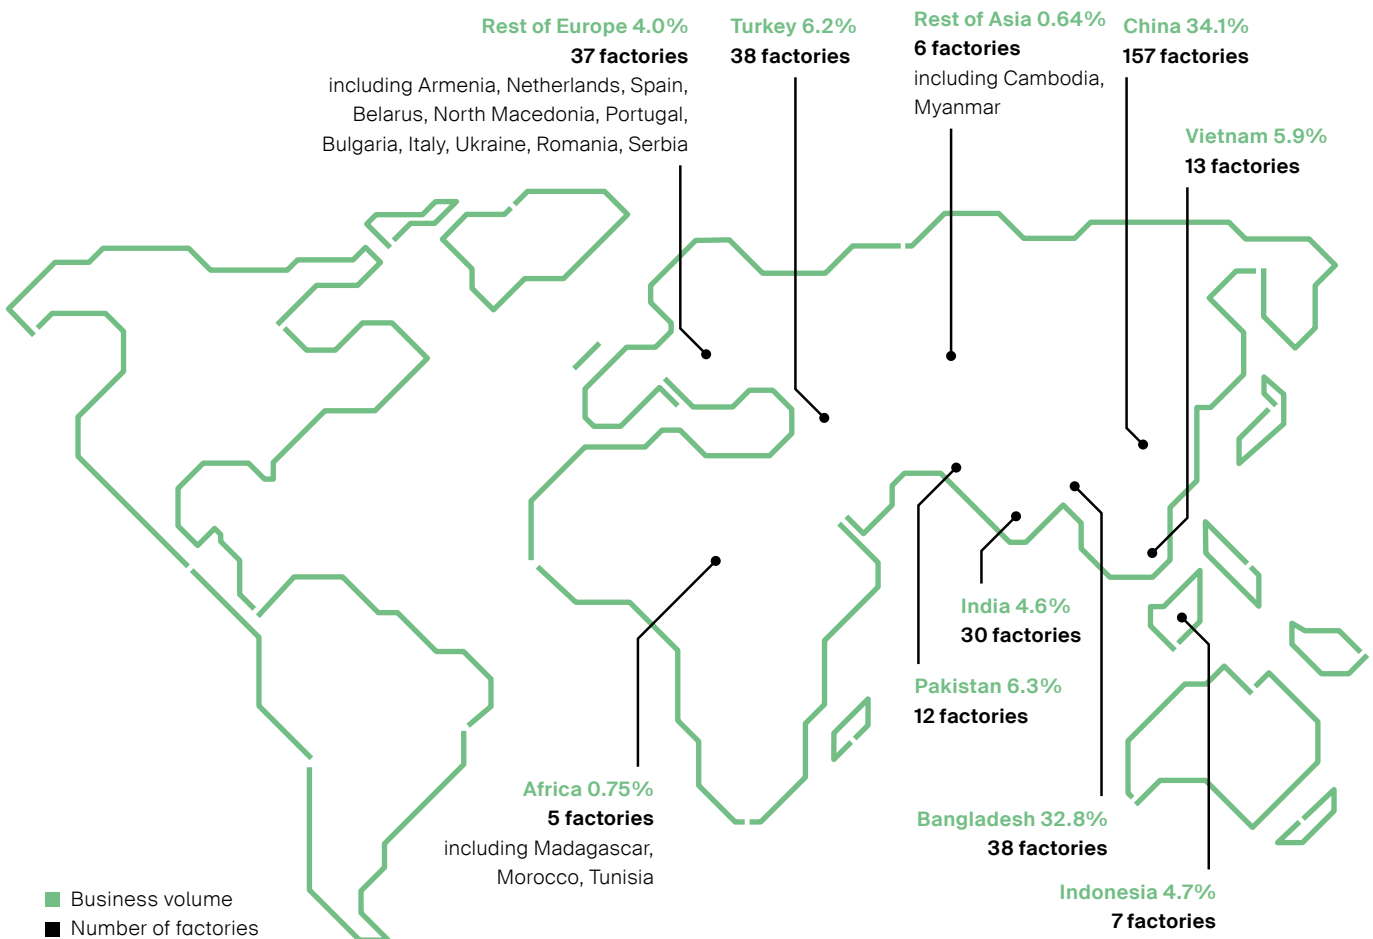 Rest of Europe 4.0%
37 factories
including Armenia, Netherlands, Spain,
Belarus, North Macedonia, Portugal,
Bulgaria, Italy, Ukraine, Romania, Serbia
Turkey 6.2%
38 factories
Rest of Asia 0.64%
6 factories
including Cambodia,
Myanmar
China 34.1%
157 factories
Vietnam 5.9%
13 factories
India 4.6%
30 factories
Pakistan 6.3%
12 factories
Africa 0.75%
5 factories
including Madagascar,
Morocco, Tunisia
Bangladesh 32.8%
38 factories
Indonesia 4.7%
7 factories
Business volume
Number of factories